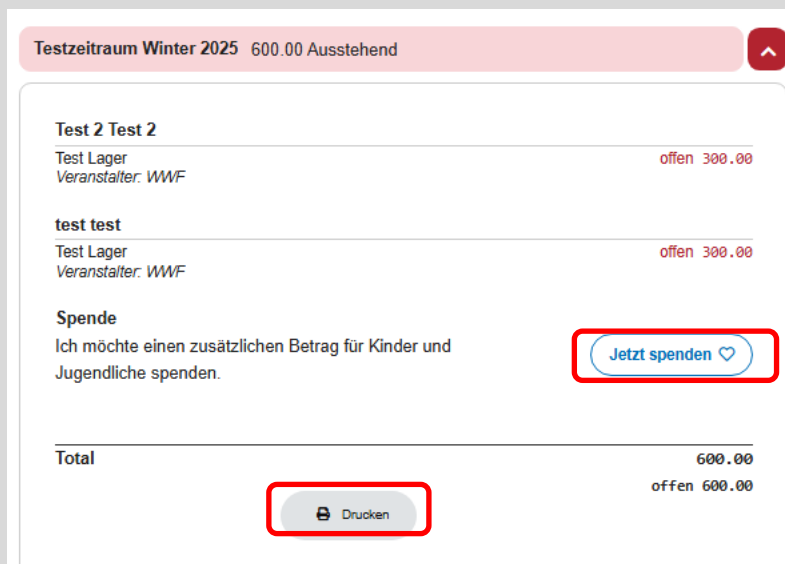 Testzeitraum Winter 2025 600.00 Ausstehend
Test 2 Test 2
Test Lager offen 300.00
Veranstalter: WWF
test test
Test Lager offen 300.00
Veranstalter: WWF
Spende
Ich möchte einen zusätzlichen Betrag für Kinder und
Jugendliche spenden.
Jetzt spenden
Total 600.00
offen 600.00
Drucken